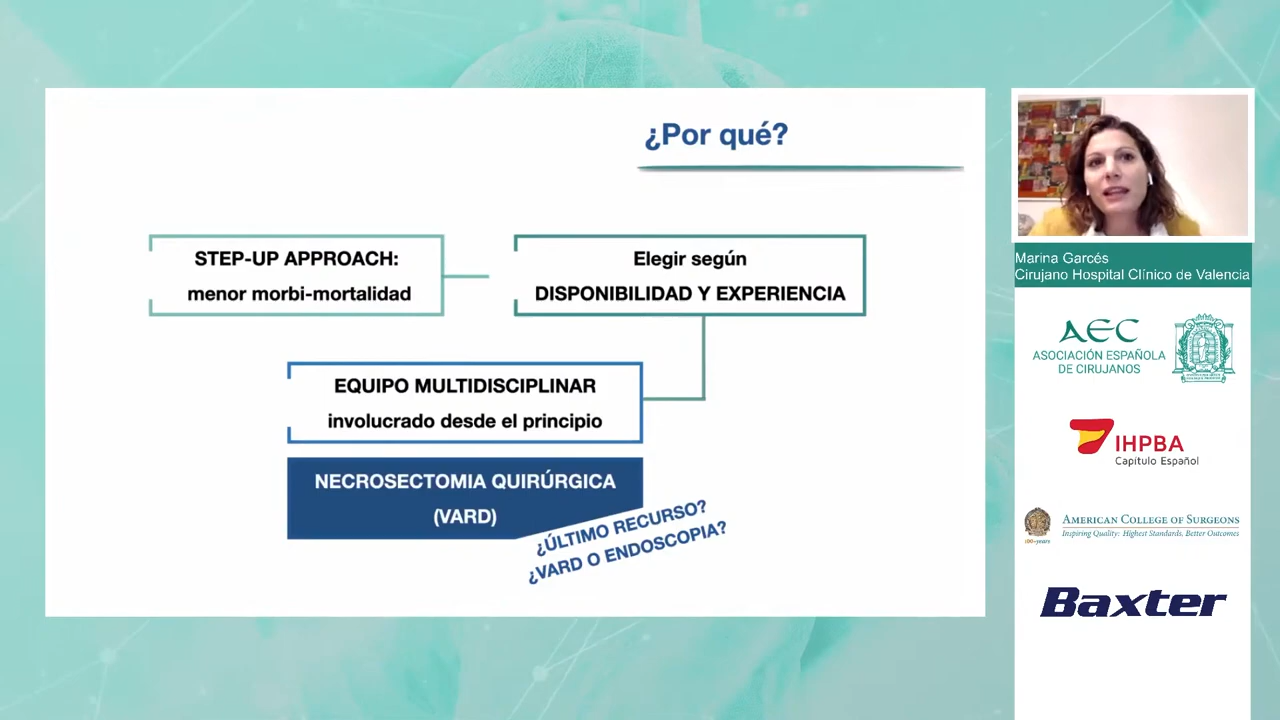 ¿Por qué?
STEP-UP APPROACH:
menor morbi-mortalidad
Elegir según
DISPONIBILIDAD Y EXPERIENCIA
EQUIPO MULTIDISCIPLINAR
involucrado desde el principio
NECROSECTOMIA QUIRÚRGICA
(VARD)
¿ÚLTIMO RECURSO?
¿VARD O ENDOSCOPIA?
Marina Garcés
Cirujano Hospital Clínico de Valencia
AEC
ASOCIACIÓN ESPAÑOLA
DE CIRUJANOS
IHPBA
Capítulo Español
100+years
AMERICAN COLLEGE OF SURGEONS
Inspiring Quality: Highest Standards, Better Outcomes
Baxter